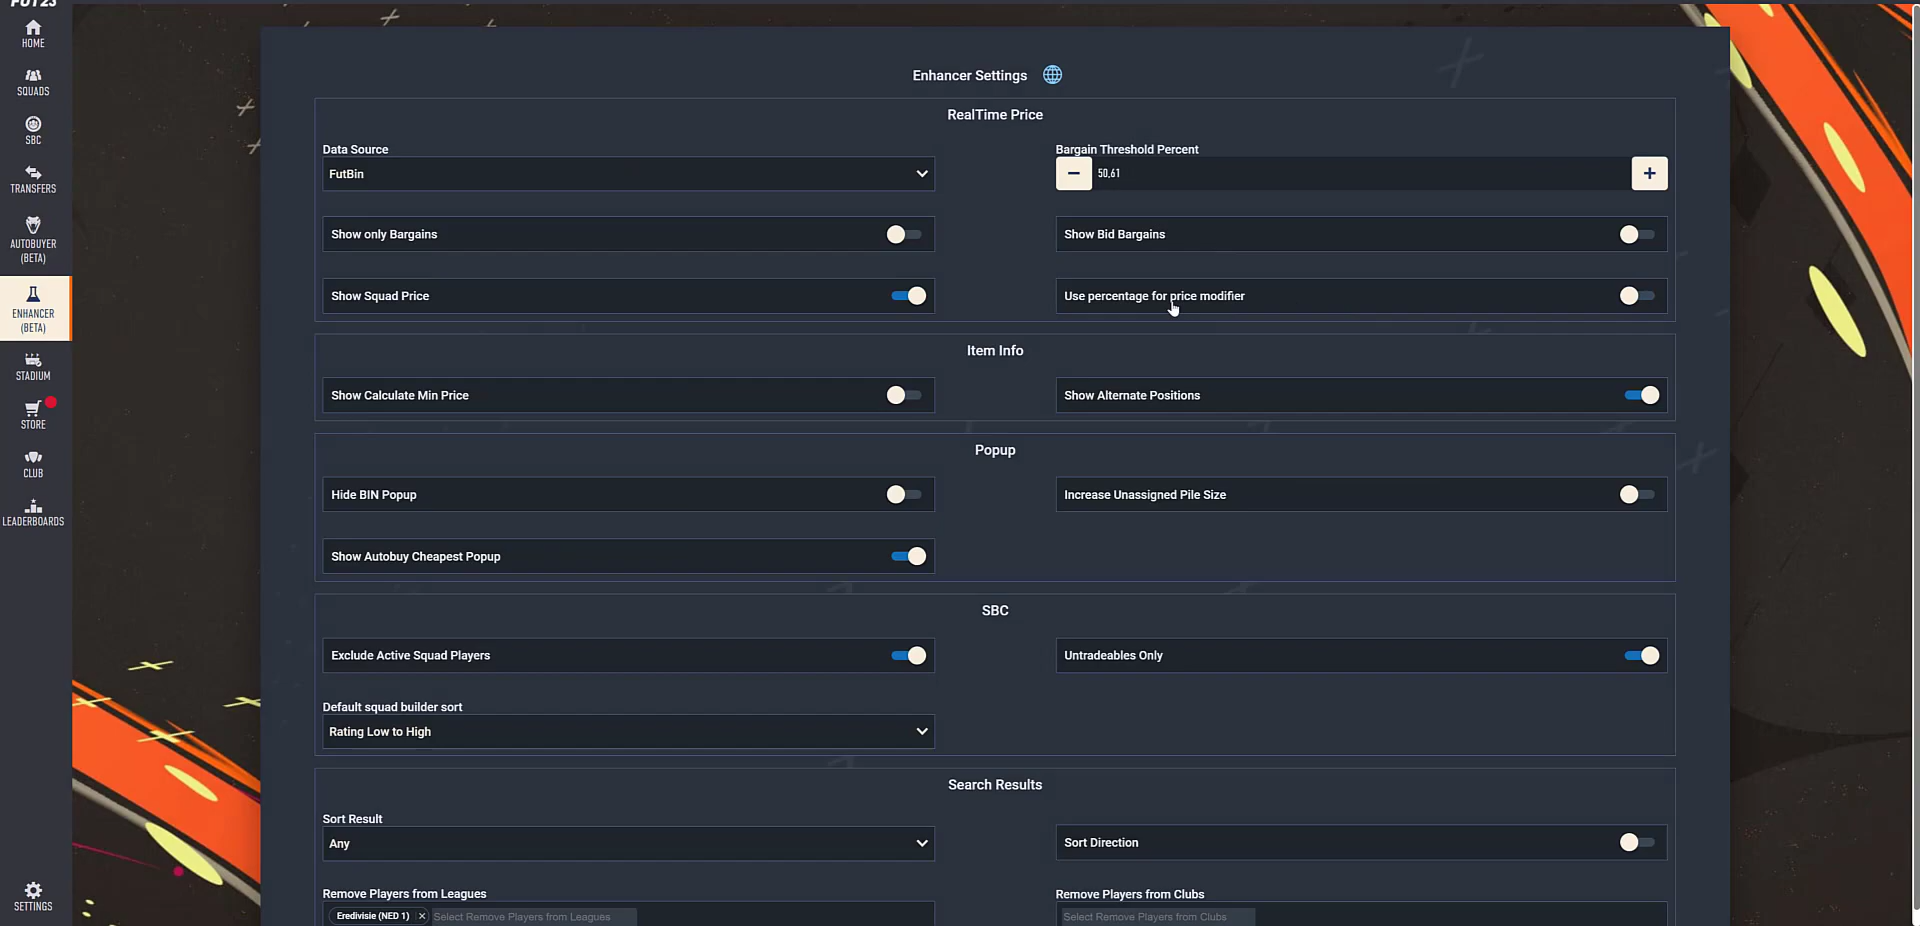 FUT23
HOME
SQUADS
SBC
TRANSFERS
AUTOBUYER
(BETA)
ENHANCER
(BETA)
STADIUM
STORE
CLUB
LEADERBOARDS
SETTINGS
Enhancer Settings
RealTime Price
Data Source
FutBin
Bargain Threshold Percent
− 50,61 +
Show only Bargains
Show Bid Bargains
Show Squad Price
Use percentage for price modifier
Item Info
Show Calculate Min Price
Show Alternate Positions
Popup
Hide BIN Popup
Increase Unassigned Pile Size
Show Autobuy Cheapest Popup
SBC
Exclude Active Squad Players
Untradeables Only
Default squad builder sort
Rating Low to High
Search Results
Sort Result
Any
Sort Direction
Remove Players from Leagues
Eredivisie (NED 1) × Select Remove Players from Leagues
Remove Players from Clubs
Select Remove Players from Clubs